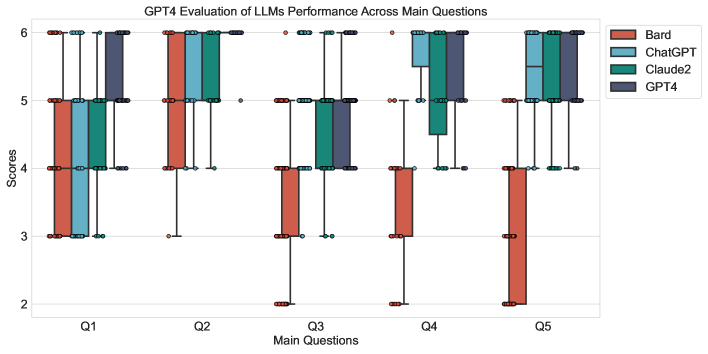 GPT4 Evaluation of LLMs Performance Across Main Questions
6
5
4
3
2
Scores
Q1 Q2 Q3 Q4 Q5
Main Questions
Bard
ChatGPT
Claude2
GPT4